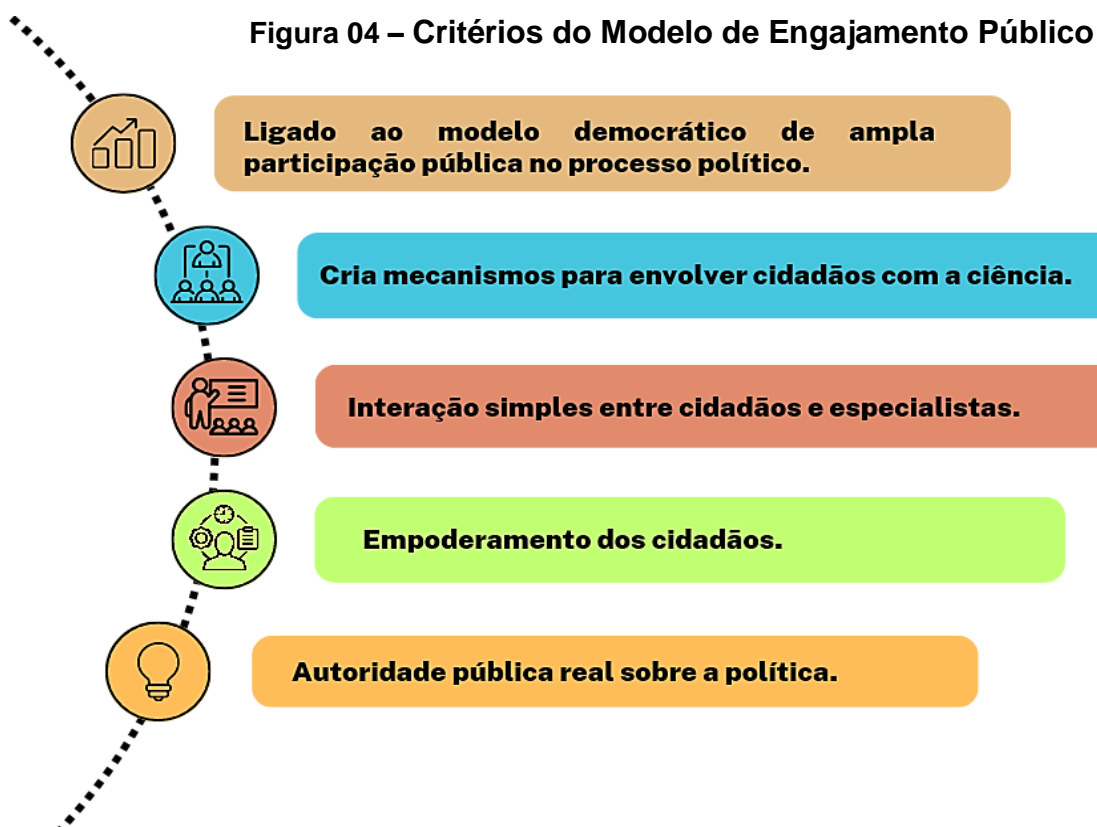 Figura 04 – Critérios do Modelo de Engajamento Público
Ligado ao modelo democrático de ampla
participação pública no processo político.
Cria mecanismos para envolver cidadãos com a ciência.
Interação simples entre cidadãos e especialistas.
Empoderamento dos cidadãos.
Autoridade pública real sobre a política.